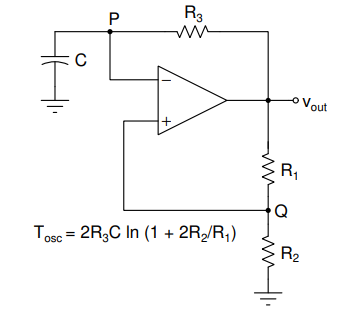 P
R₃
C
−
+
Vout
R₁
Q
Tosc = 2R₃C ln (1 + 2R₂/R₁)
R₂